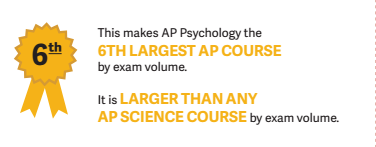 6th
This makes AP Psychology the
6TH LARGEST AP COURSE
by exam volume.
It is LARGER THAN ANY
AP SCIENCE COURSE by exam volume.